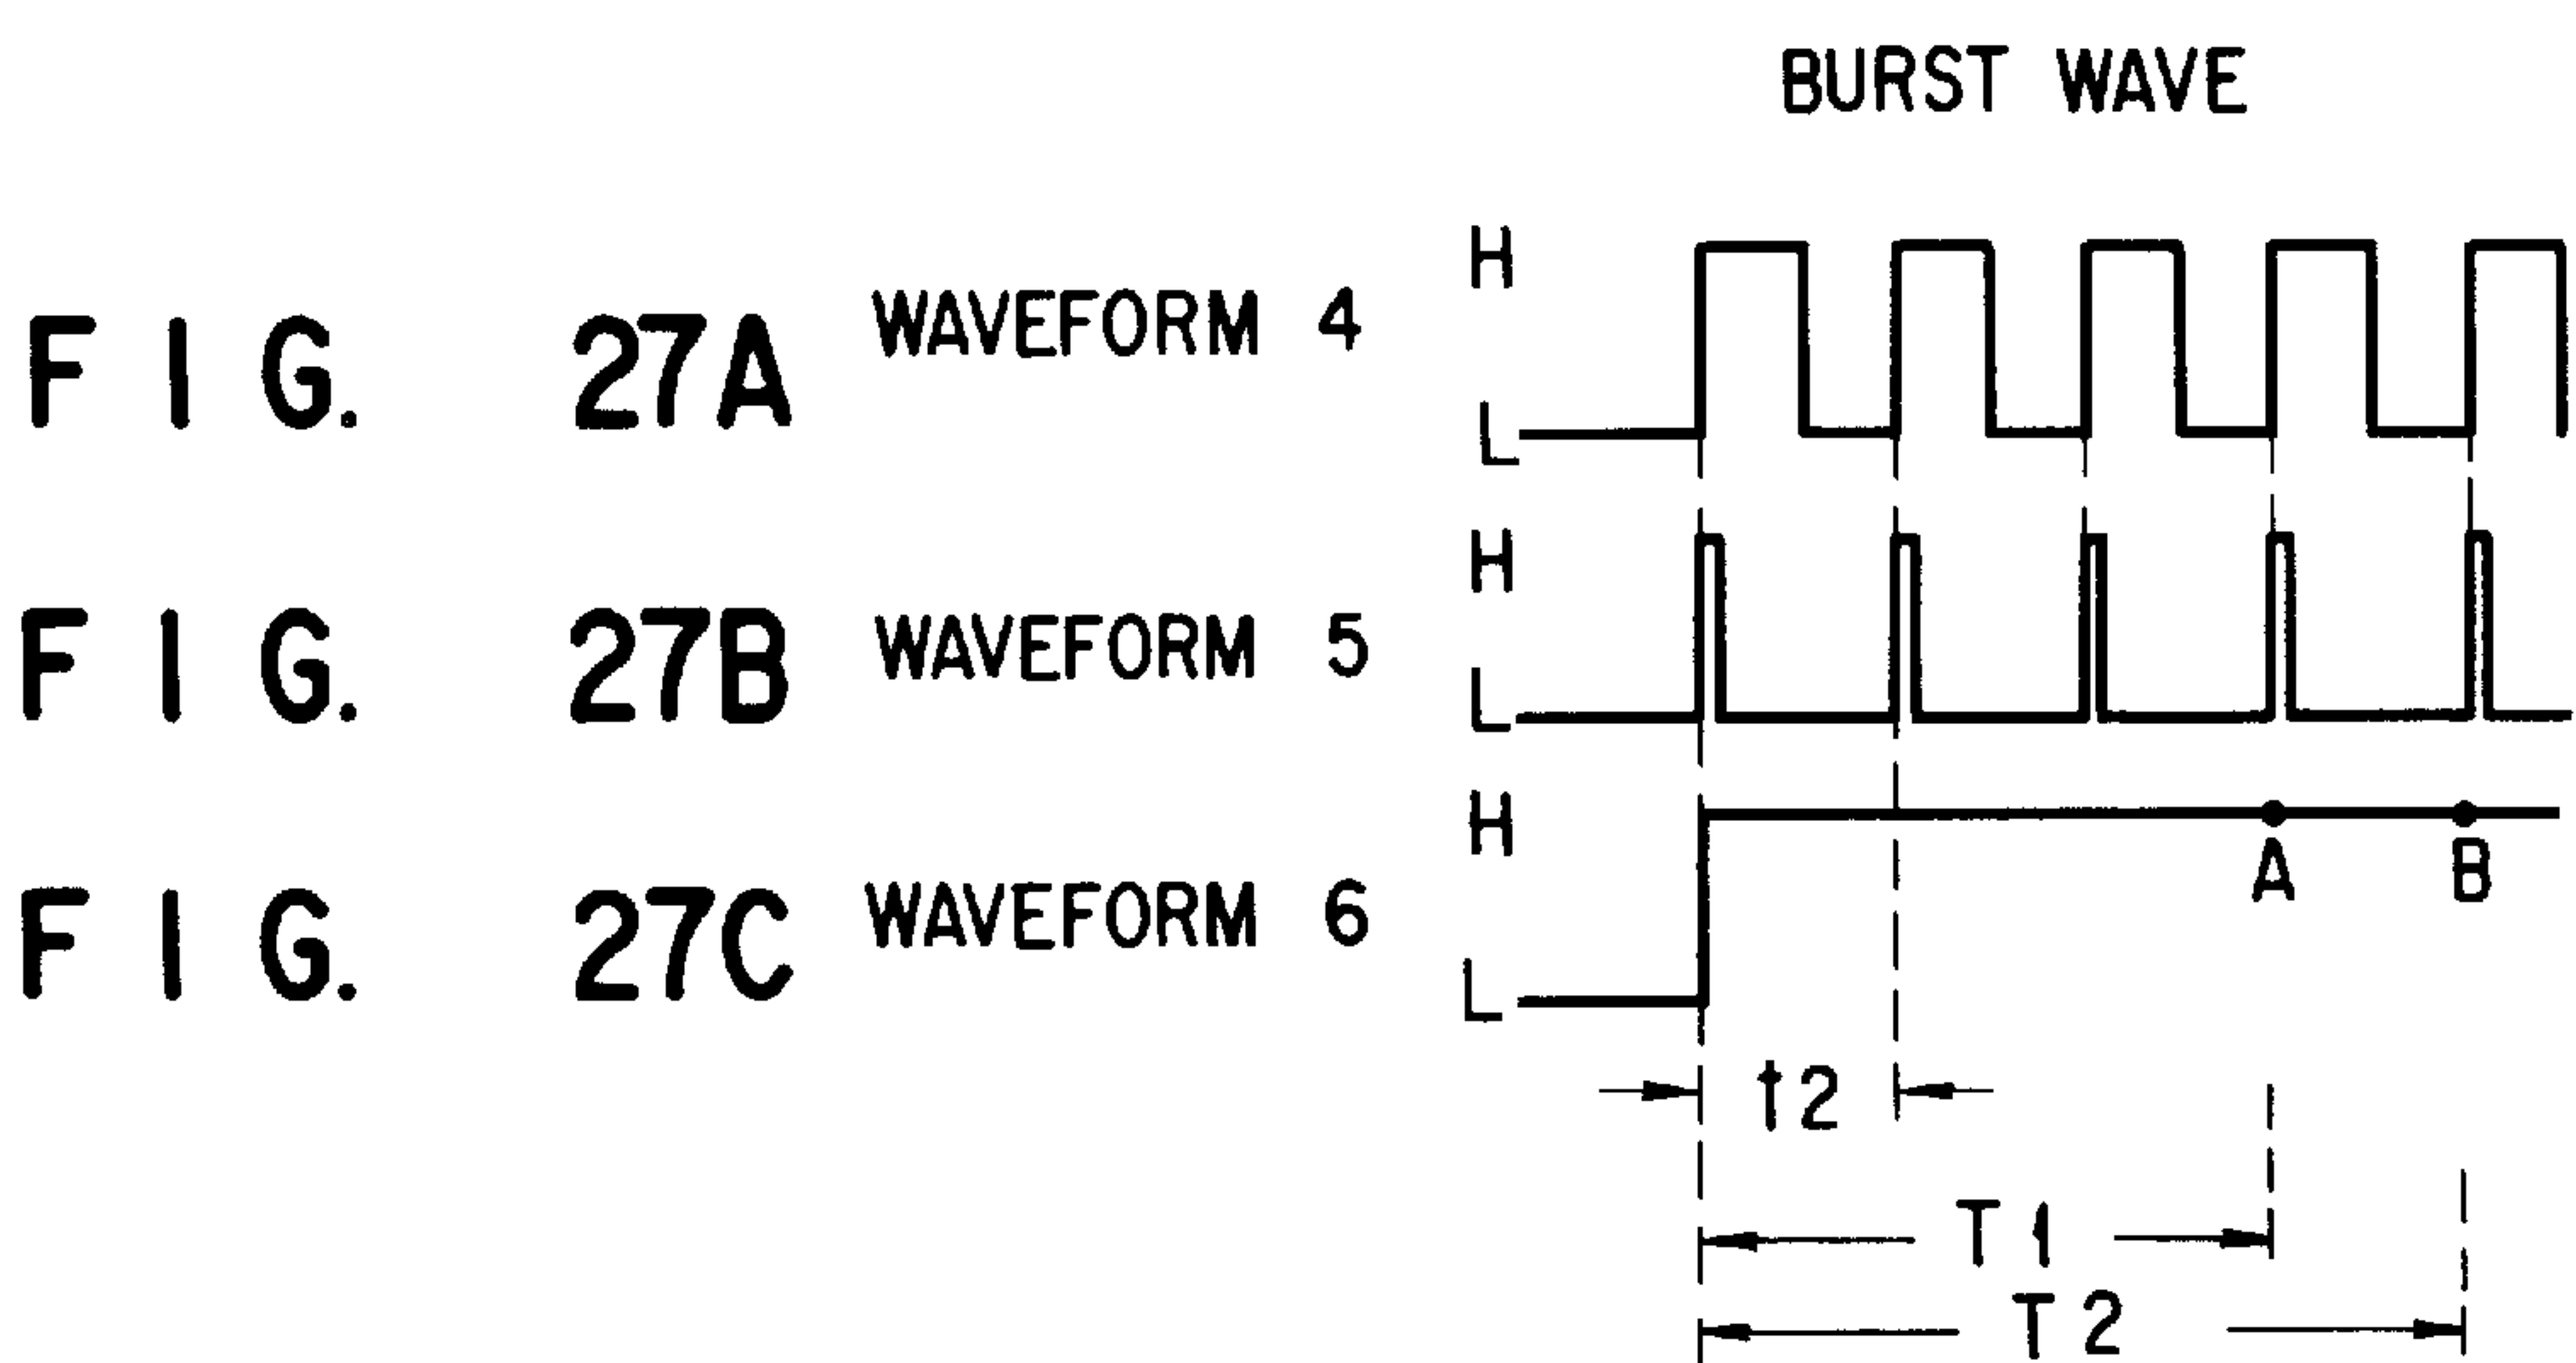 BURST WAVE
FIG. 27A WAVEFORM 4 H L
FIG. 27B WAVEFORM 5 H L
FIG. 27C WAVEFORM 6 H L
A B
t2
T1
T2